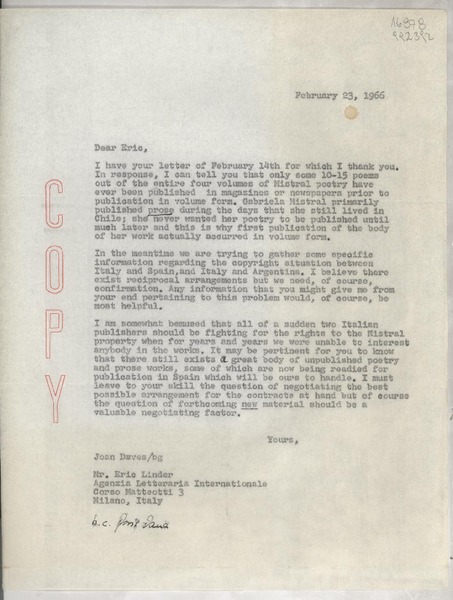 16878
February 23, 1966
Dear Eric,
I have your letter of February 14th for which I thank you.
In response, I can tell you that only some 10-15 poems
out of the entire four volumes of Mistral poetry have
ever been published in magazines or newspapers prior to
publication in volume form. Gabriela Mistral primarily
published prose during the days that she still lived in
Chile; she never wanted her poetry to be published until
much later and this is why first publication of the body
of her work actually occurred in volume form.
In the meantime we are trying to gather some specific
information regarding the copyright situation between
Italy and Spain,and Italy and Argentina. I believe there
exist reciprocal arrangements but we need, of course,
confirmation. Any information that you might give me from
your end pertaining to this problem would, of course, be
most helpful.
I am somewhat bemused that all of a sudden two Italian
publishers should be fighting for the rights to the Mistral
property when for years and years we were unable to interest
anybody in the works. It may be pertinent for you to know
that there still exists a great body of unpublished poetry
and prose works, some of which are now being readied for
publication in Spain which will be ours to handle. I must
leave to your skill the question of negotiating the best
possible arrangement for the contracts at hand but of course
the question of forthcoming new material should be a
valuable negotiating factor.
Yours,
Joan Daves/bg
Mr. Eric Linder
Agenzia Letteraria Internationale
Corso Matteotti 3
Milano, Italy
COPY